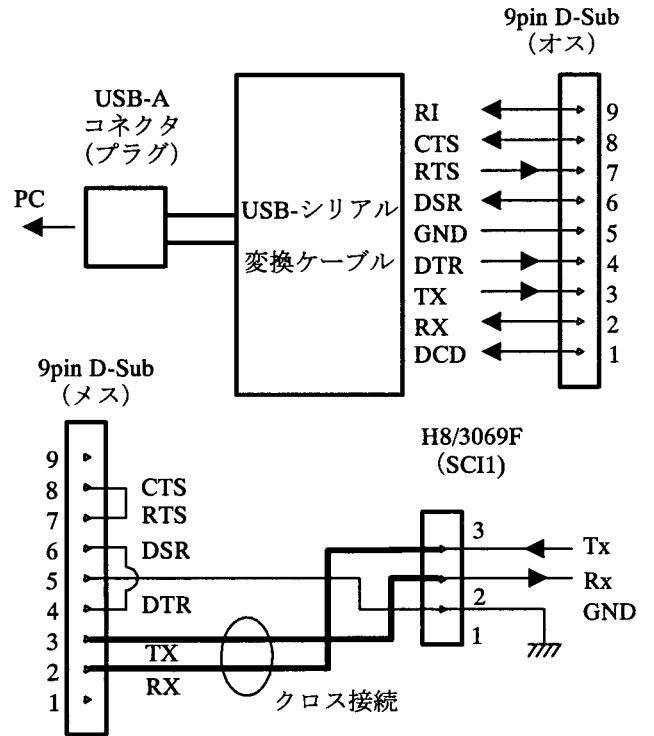 9pin D-Sub
（オス）
USB-A
コネクタ
（プラグ）
PC
USB-シリアル
変換ケーブル
RI 9
CTS 8
RTS 7
DSR 6
GND 5
DTR 4
TX 3
RX 2
DCD 1
9pin D-Sub
（メス）
H8/3069F
（SCI1）
9
8 CTS
7 RTS
6 DSR
5
4 DTR
3 TX
2 RX
1
クロス接続
3 Tx
Rx
2 GND
1